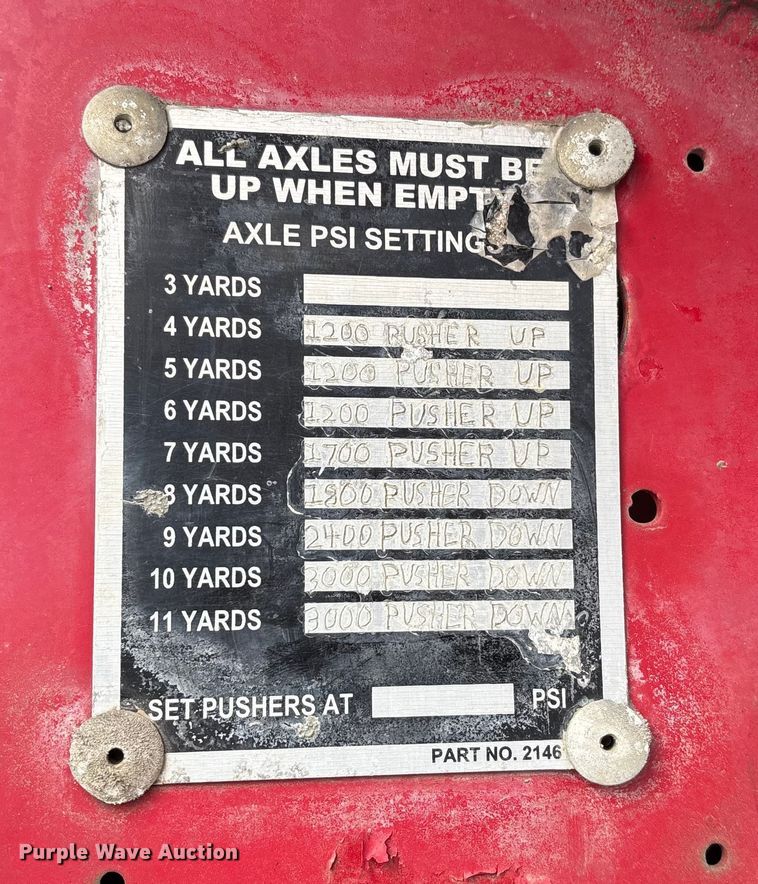 ALL AXLES MUST BE
UP WHEN EMPTY
AXLE PSI SETTINGS
3 YARDS
4 YARDS 1200 PUSHER UP
5 YARDS 1200 PUSHER UP
6 YARDS 1200 PUSHER UP
7 YARDS 1700 PUSHER UP
8 YARDS 1800 PUSHER DOWN
9 YARDS 2400 PUSHER DOWN
10 YARDS 3000 PUSHER DOWN
11 YARDS 3000 PUSHER DOWN
SET PUSHERS AT PSI
PART NO. 2146
Purple Wave Auction